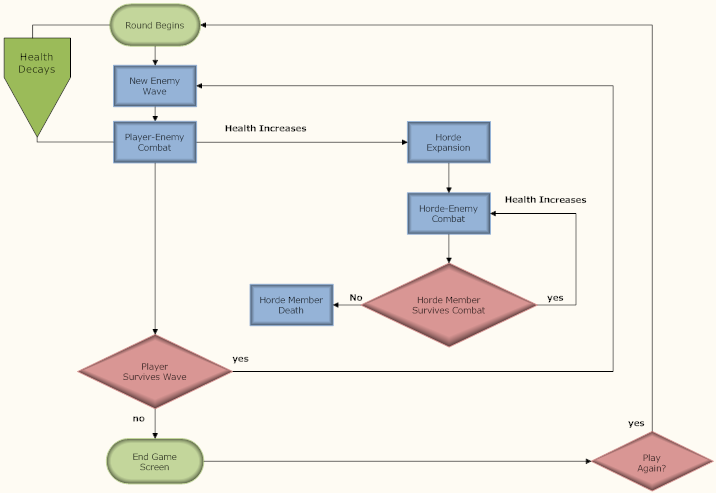 Round Begins
Health
Decays
New Enemy
Wave
Player-Enemy
Combat
Health Increases
Horde
Expansion
Horde-Enemy
Combat
Health Increases
Horde Member
Death
No
Horde Member
Survives Combat
yes
Player
Survives Wave
yes
no
End Game
Screen
yes
Play
Again?